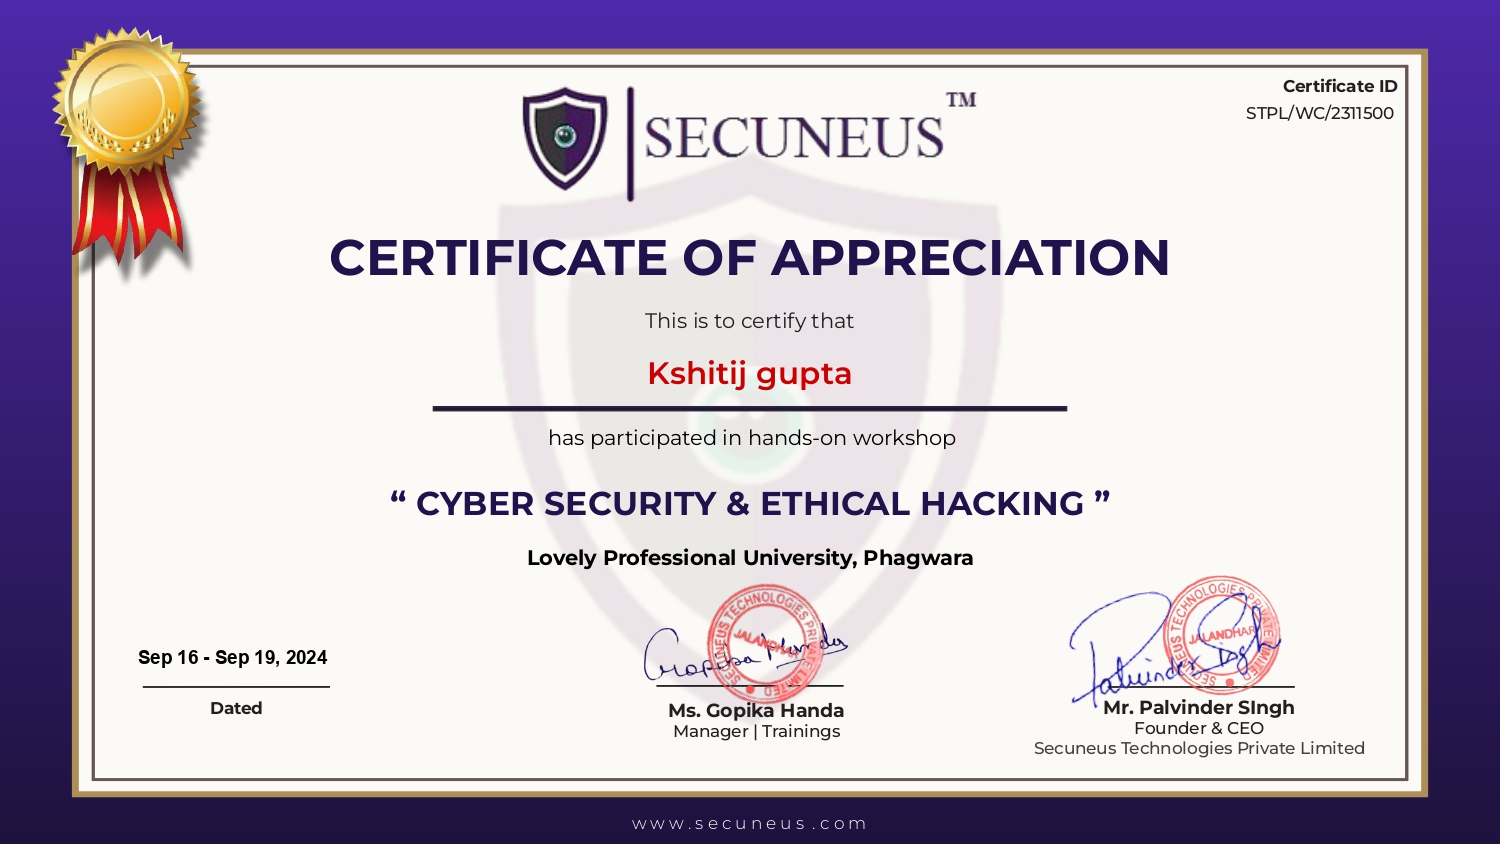 Certificate ID
STPL/WC/2311500
SECUNEUS™
CERTIFICATE OF APPRECIATION
This is to certify that
Kshitij gupta
has participated in hands-on workshop
“ CYBER SECURITY & ETHICAL HACKING ”
Lovely Professional University, Phagwara
Sep 16 - Sep 19, 2024
Dated
Gopika Handa
SECUNEUS TECHNOLOGIES PRIVATE LIMITED
JALANDHAR
Ms. Gopika Handa
Manager | Trainings
Palvinder Singh
SECUNEUS TECHNOLOGIES PRIVATE LIMITED
JALANDHAR
Mr. Palvinder SIngh
Founder & CEO
Secuneus Technologies Private Limited
www.secuneus.com